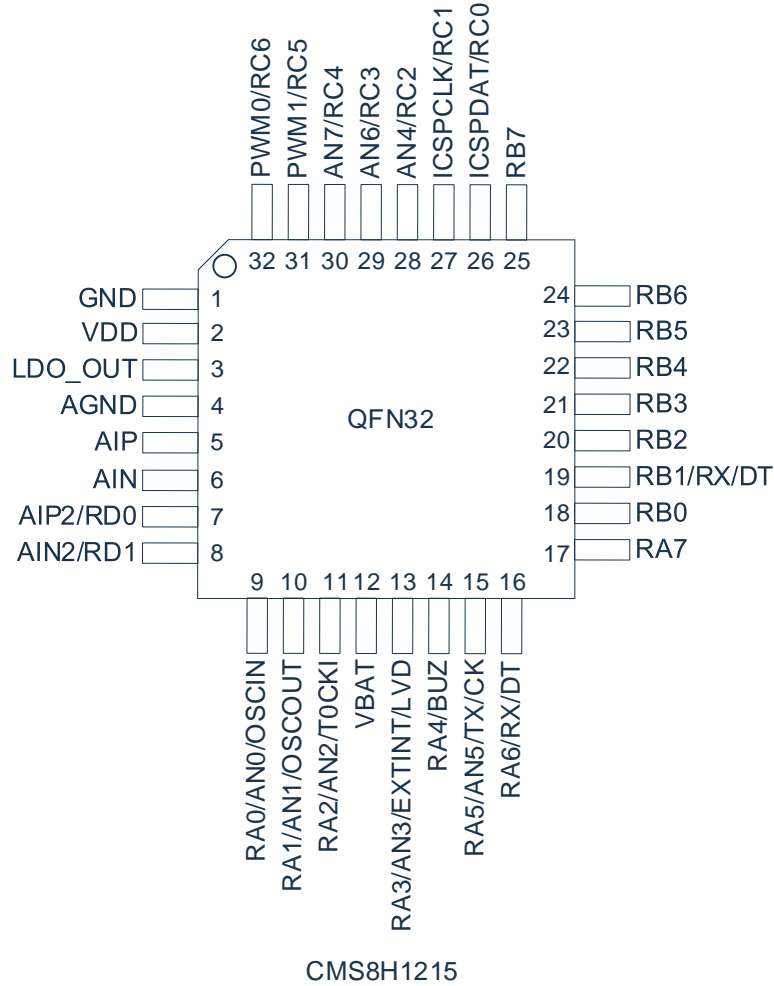 PWM0/RC6
PWM1/RC5
AN7/RC4
AN6/RC3
AN4/RC2
ICSPCLK/RC1
ICSPDAT/RC0
RB7
32 31 30 29 28 27 26 25
GND 1
VDD 2
LDO_OUT 3
AGND 4
AIP 5
AIN 6
AIP2/RD0 7
AIN2/RD1 8
QFN32
24 RB6
23 RB5
22 RB4
21 RB3
20 RB2
19 RB1/RX/DT
18 RB0
17 RA7
9 10 11 12 13 14 15 16
RA0/AN0/OSCIN
RA1/AN1/OSCOUT
RA2/AN2/T0CKI
VBAT
RA3/AN3/EXTINT/LVD
RA4/BUZ
RA5/AN5/TX/CK
RA6/RX/DT
CMS8H1215